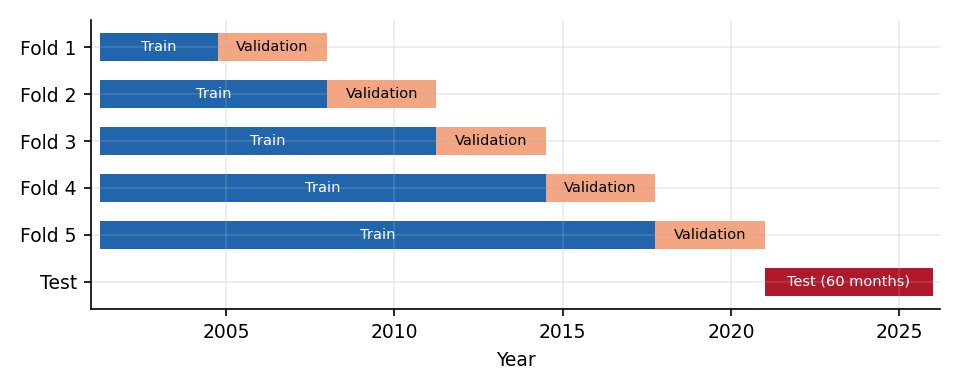 Fold 1 Train Validation
Fold 2 Train Validation
Fold 3 Train Validation
Fold 4 Train Validation
Fold 5 Train Validation
Test Test (60 months)
2005 2010 2015 2020 2025
Year